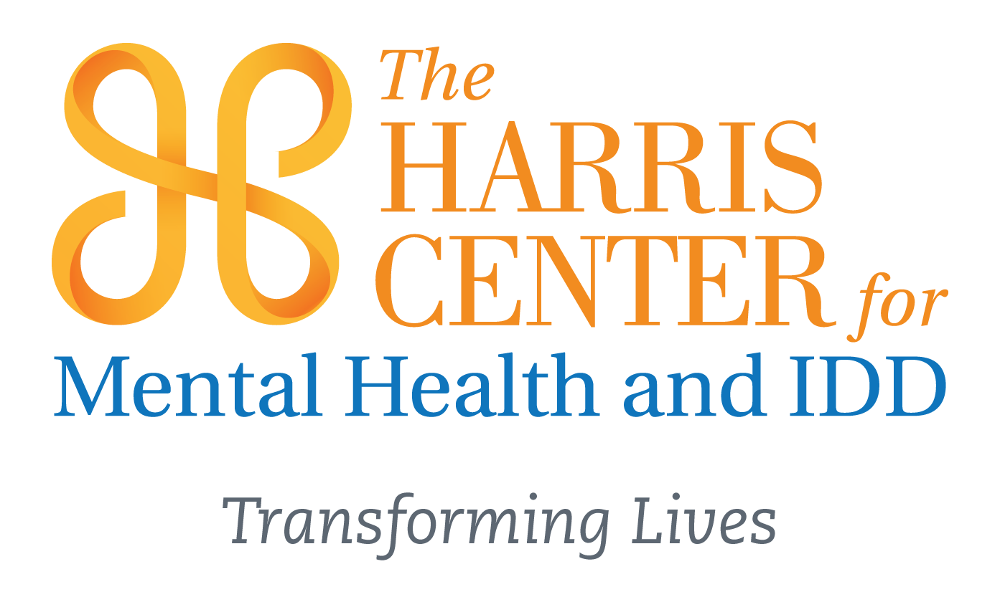 The
HARRIS
CENTER for
Mental Health and IDD
Transforming Lives